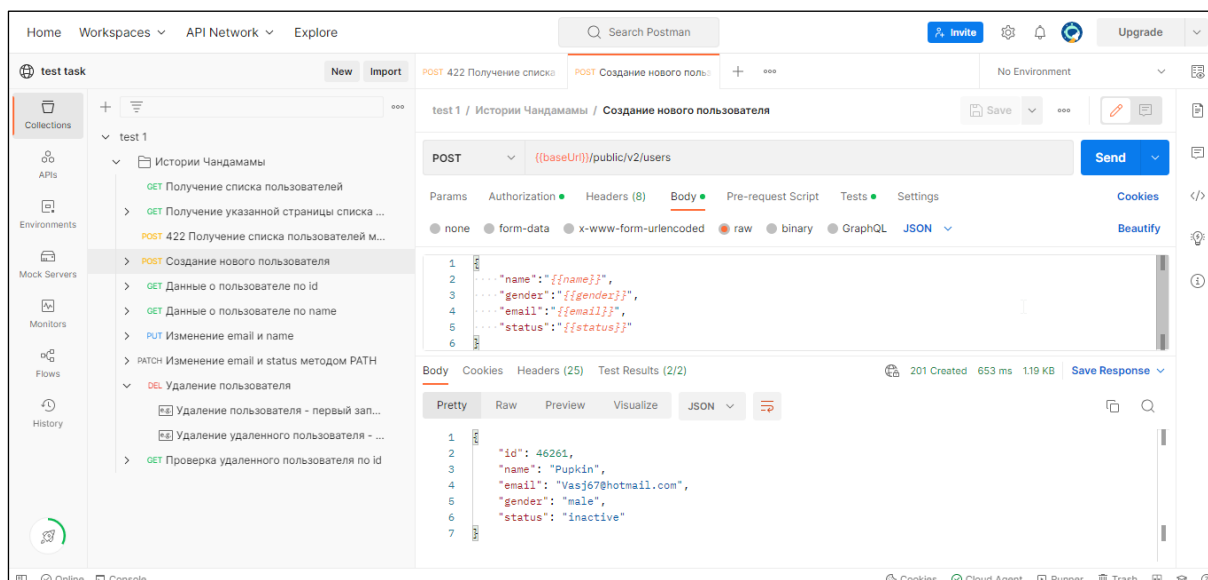 Home Workspaces API Network Explore Search Postman Invite Upgrade
test task New Import POST 422 Получение списка POST Создание нового польз No Environment
Collections
APIs
Environments
Mock Servers
Monitors
Flows
History
test 1
Истории Чандамамы
GET Получение списка пользователей
GET Получение указанной страницы списка ...
POST 422 Получение списка пользователей м...
POST Создание нового пользователя
GET Данные о пользователе по id
GET Данные о пользователе по name
PUT Изменение email и name
PATCH Изменение email и status методом PATH
DEL Удаление пользователя
e.g. Удаление пользователя - первый зап...
e.g. Удаление удаленного пользователя - ...
GET Проверка удаленного пользователя по id
test 1 / Истории Чандамамы / Создание нового пользователя Save
POST {{baseUrl}}/public/v2/users Send
Params Authorization Headers (8) Body Pre-request Script Tests Settings Cookies
none form-data x-www-form-urlencoded raw binary GraphQL JSON Beautify
1 {
2 ····"name":"{{name}}",
3 ····"gender":"{{gender}}",
4 ····"email":"{{email}}",
5 ····"status":"{{status}}"
6 }
Body Cookies Headers (25) Test Results (2/2) 201 Created 653 ms 1.19 KB Save Response
Pretty Raw Preview Visualize JSON
1 {
2 "id": 46261,
3 "name": "Pupkin",
4 "email": "Vasj67@hotmail.com",
5 "gender": "male",
6 "status": "inactive"
7 }
Online Console Cookies Cloud Agent Runner Trash